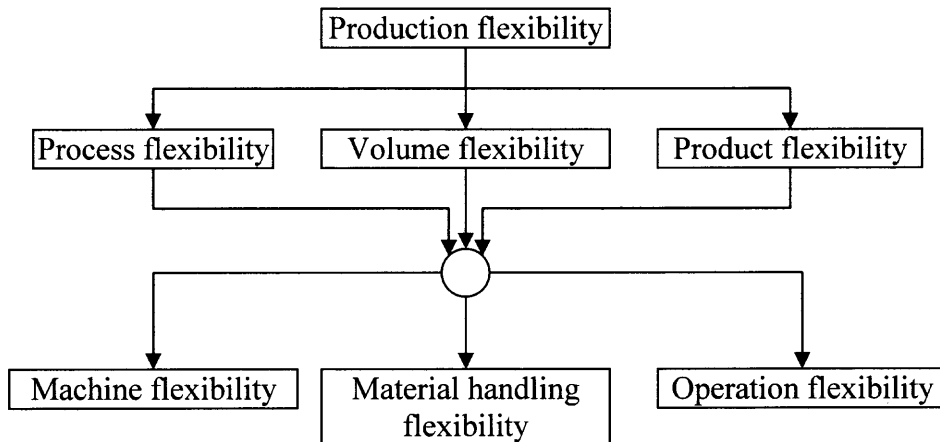 Production flexibility
Process flexibility
Volume flexibility
Product flexibility
Machine flexibility
Material handling
flexibility
Operation flexibility